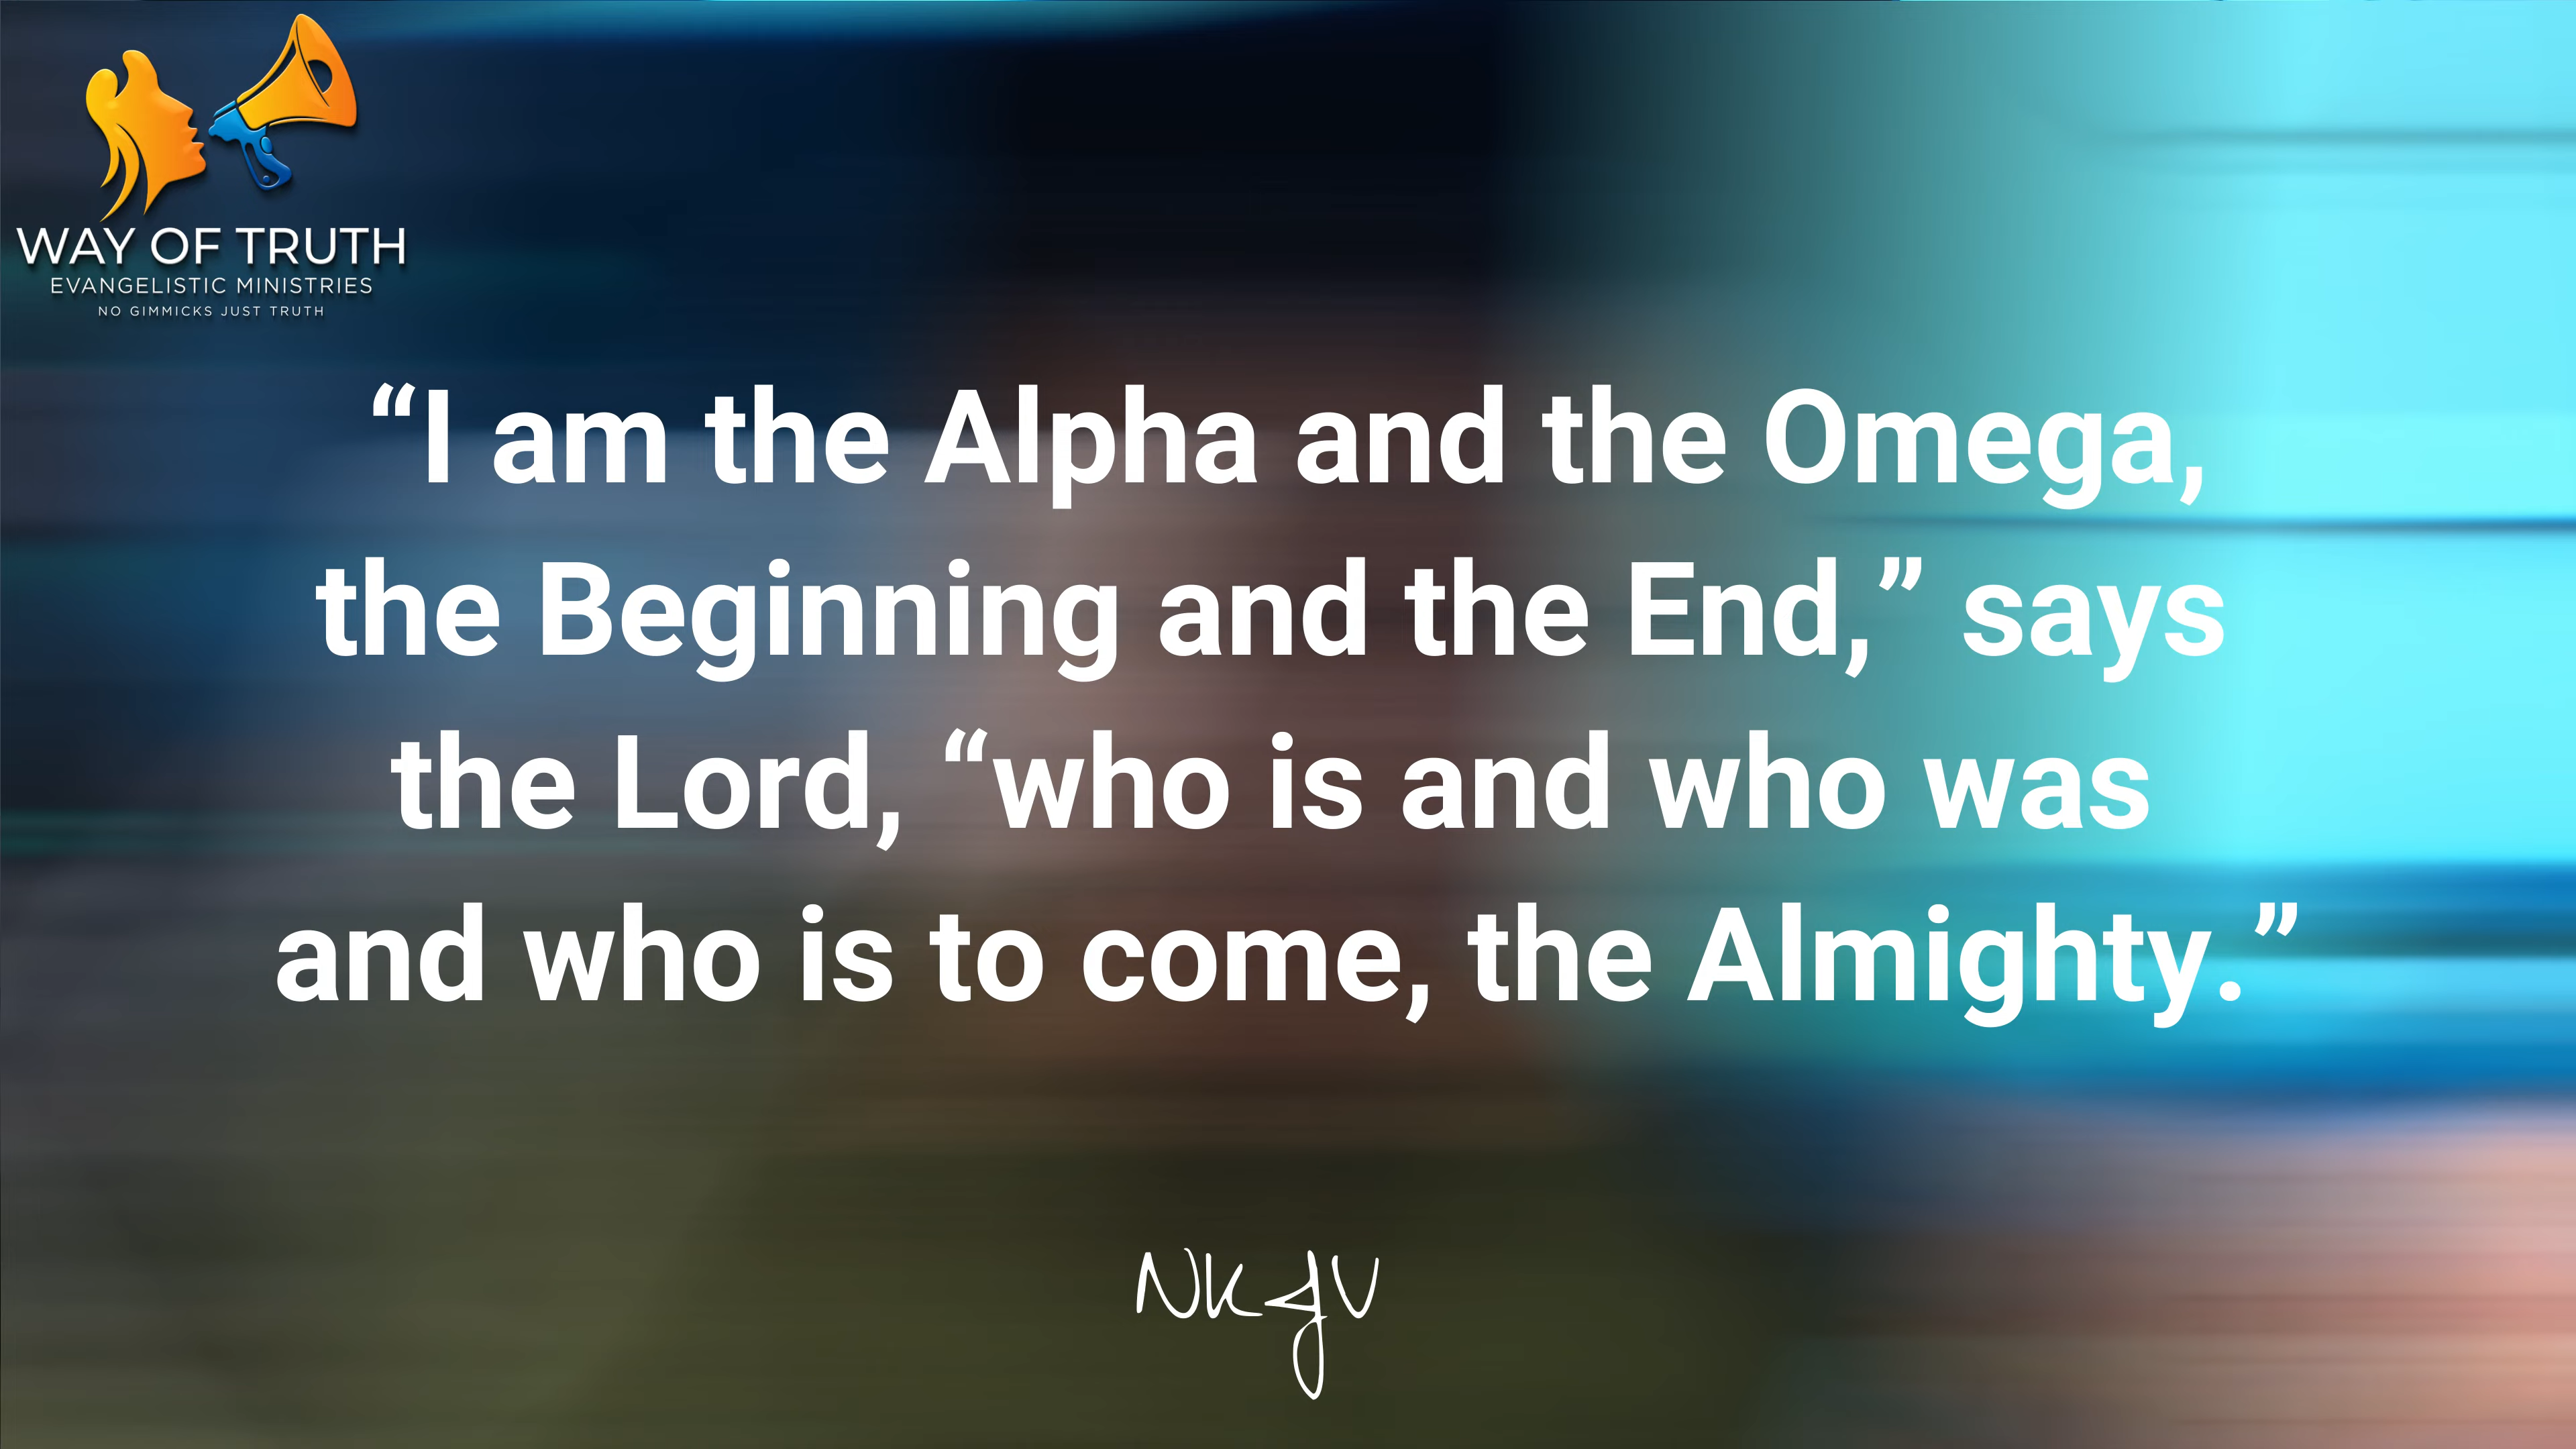 WAY OF TRUTH
EVANGELISTIC MINISTRIES
NO GIMMICKS JUST TRUTH
“I am the Alpha and the Omega,
the Beginning and the End,” says
the Lord, “who is and who was
and who is to come, the Almighty.”
NKJV